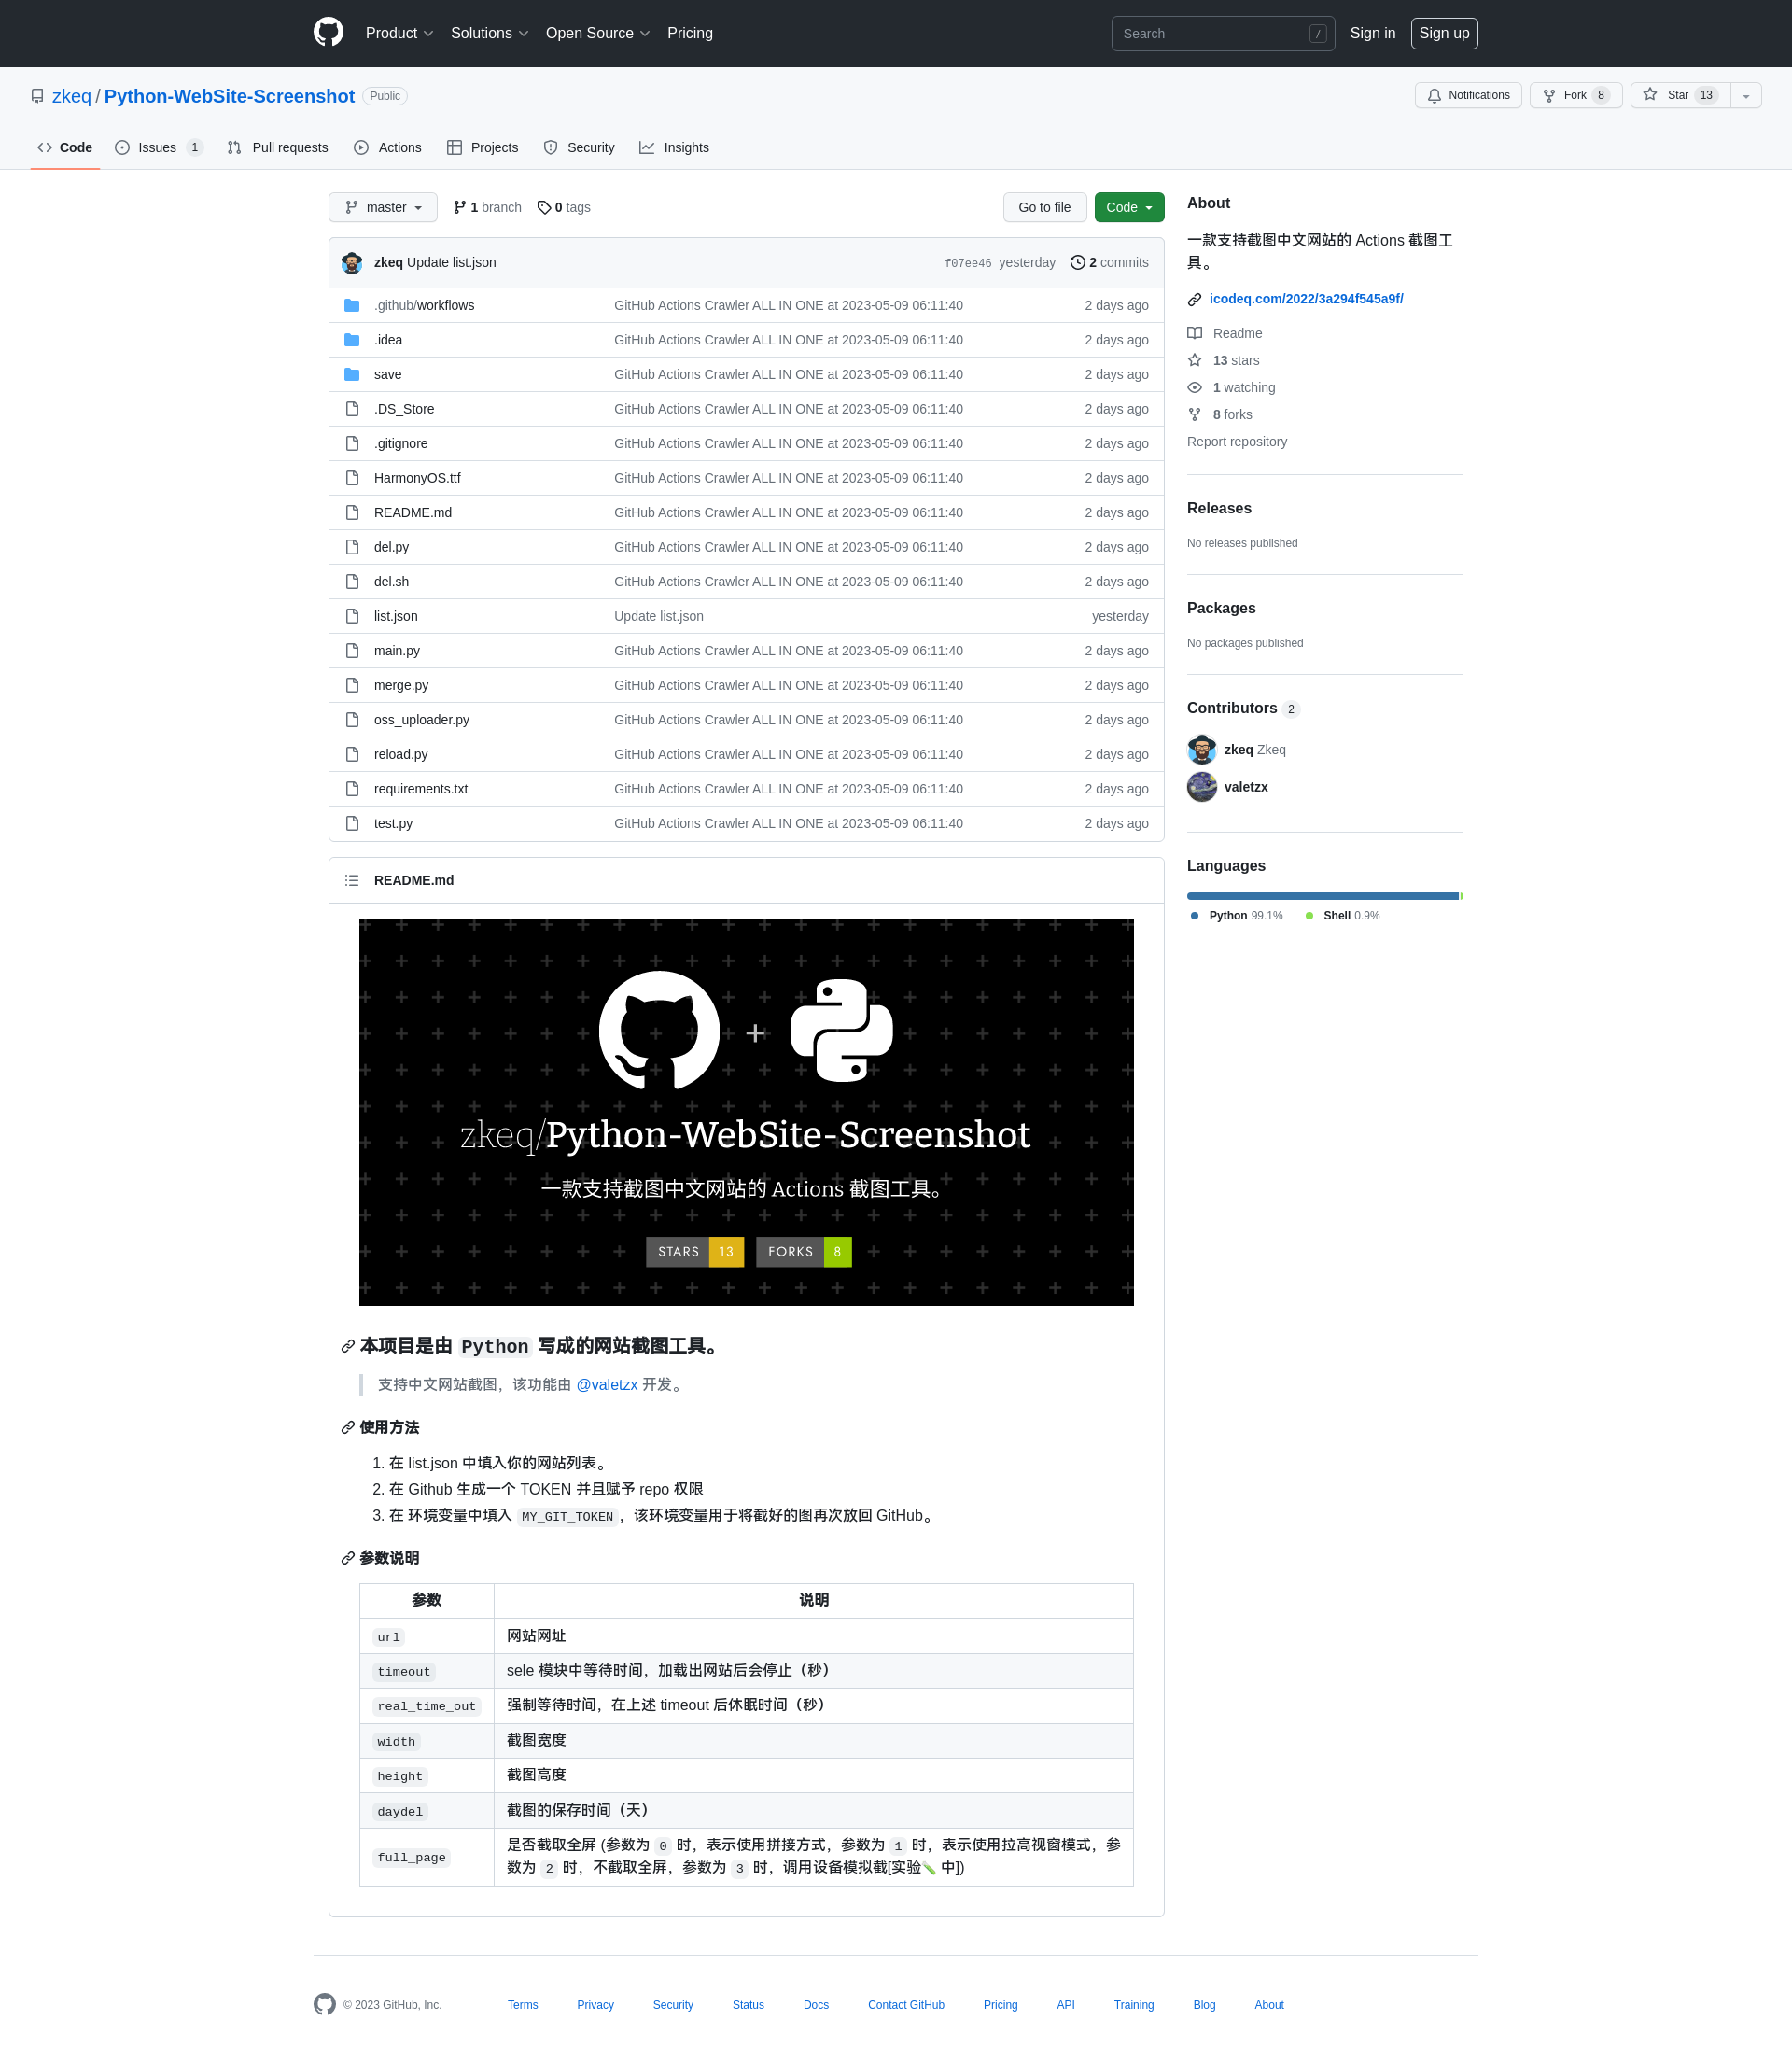 Product Solutions Open Source Pricing Search / Sign in Sign up
zkeq / Python-WebSite-Screenshot Public Notifications Fork 8 Star 13
Code Issues 1 Pull requests Actions Projects Security Insights
master 1 branch 0 tags Go to file Code
zkeq Update list.json f07ee46 yesterday 2 commits
.github/workflows GitHub Actions Crawler ALL IN ONE at 2023-05-09 06:11:40 2 days ago
.idea GitHub Actions Crawler ALL IN ONE at 2023-05-09 06:11:40 2 days ago
save GitHub Actions Crawler ALL IN ONE at 2023-05-09 06:11:40 2 days ago
.DS_Store GitHub Actions Crawler ALL IN ONE at 2023-05-09 06:11:40 2 days ago
.gitignore GitHub Actions Crawler ALL IN ONE at 2023-05-09 06:11:40 2 days ago
HarmonyOS.ttf GitHub Actions Crawler ALL IN ONE at 2023-05-09 06:11:40 2 days ago
README.md GitHub Actions Crawler ALL IN ONE at 2023-05-09 06:11:40 2 days ago
del.py GitHub Actions Crawler ALL IN ONE at 2023-05-09 06:11:40 2 days ago
del.sh GitHub Actions Crawler ALL IN ONE at 2023-05-09 06:11:40 2 days ago
list.json Update list.json yesterday
main.py GitHub Actions Crawler ALL IN ONE at 2023-05-09 06:11:40 2 days ago
merge.py GitHub Actions Crawler ALL IN ONE at 2023-05-09 06:11:40 2 days ago
oss_uploader.py GitHub Actions Crawler ALL IN ONE at 2023-05-09 06:11:40 2 days ago
reload.py GitHub Actions Crawler ALL IN ONE at 2023-05-09 06:11:40 2 days ago
requirements.txt GitHub Actions Crawler ALL IN ONE at 2023-05-09 06:11:40 2 days ago
test.py GitHub Actions Crawler ALL IN ONE at 2023-05-09 06:11:40 2 days ago
README.md
+
zkeq/Python-WebSite-Screenshot
一款支持截图中文网站的 Actions 截图工具。
STARS 13 FORKS 8
本项目是由 Python 写成的网站截图工具。
支持中文网站截图，该功能由 @valetzx 开发。
使用方法
1. 在 list.json 中填入你的网站列表。
2. 在 Github 生成一个 TOKEN 并且赋予 repo 权限
3. 在 环境变量中填入 MY_GIT_TOKEN，该环境变量用于将截好的图再次放回 GitHub。
参数说明
参数 说明
url 网站网址
timeout sele 模块中等待时间，加载出网站后会停止（秒）
real_time_out 强制等待时间，在上述 timeout 后休眠时间（秒）
width 截图宽度
height 截图高度
daydel 截图的保存时间（天）
full_page 是否截取全屏 (参数为 0 时，表示使用拼接方式，参数为 1 时，表示使用拉高视窗模式，参
数为 2 时，不截取全屏，参数为 3 时，调用设备模拟截[实验🧪 中])
About
一款支持截图中文网站的 Actions 截图工
具。
icodeq.com/2022/3a294f545a9f/
Readme
13 stars
1 watching
8 forks
Report repository
Releases
No releases published
Packages
No packages published
Contributors 2
zkeq Zkeq
valetzx
Languages
Python 99.1% Shell 0.9%
© 2023 GitHub, Inc. Terms Privacy Security Status Docs Contact GitHub Pricing API Training Blog About